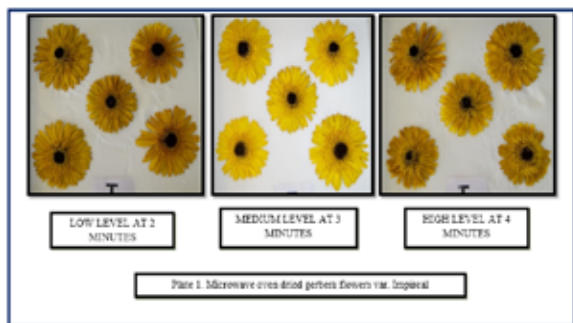 LOW LEVEL AT 2
MINUTES
MEDIUM LEVEL AT 3
MINUTES
HIGH LEVEL AT 4
MINUTES
Plate 1. Microwave oven dried gerbera flowers var. Imperial